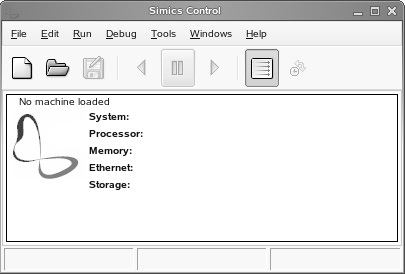 Simics Control
File Edit Run Debug Tools Windows Help
No machine loaded
System:
Processor:
Memory:
Ethernet:
Storage: